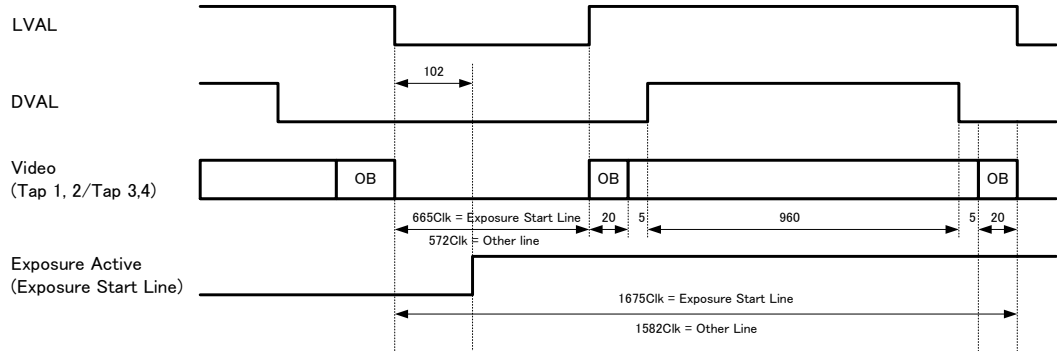 LVAL
102
DVAL
Video
(Tap 1, 2/Tap 3,4)
OB
OB
OB
665Clk = Exposure Start Line
20
5
960
5
20
572Clk = Other line
Exposure Active
(Exposure Start Line)
1675Clk = Exposure Start Line
1582Clk = Other Line